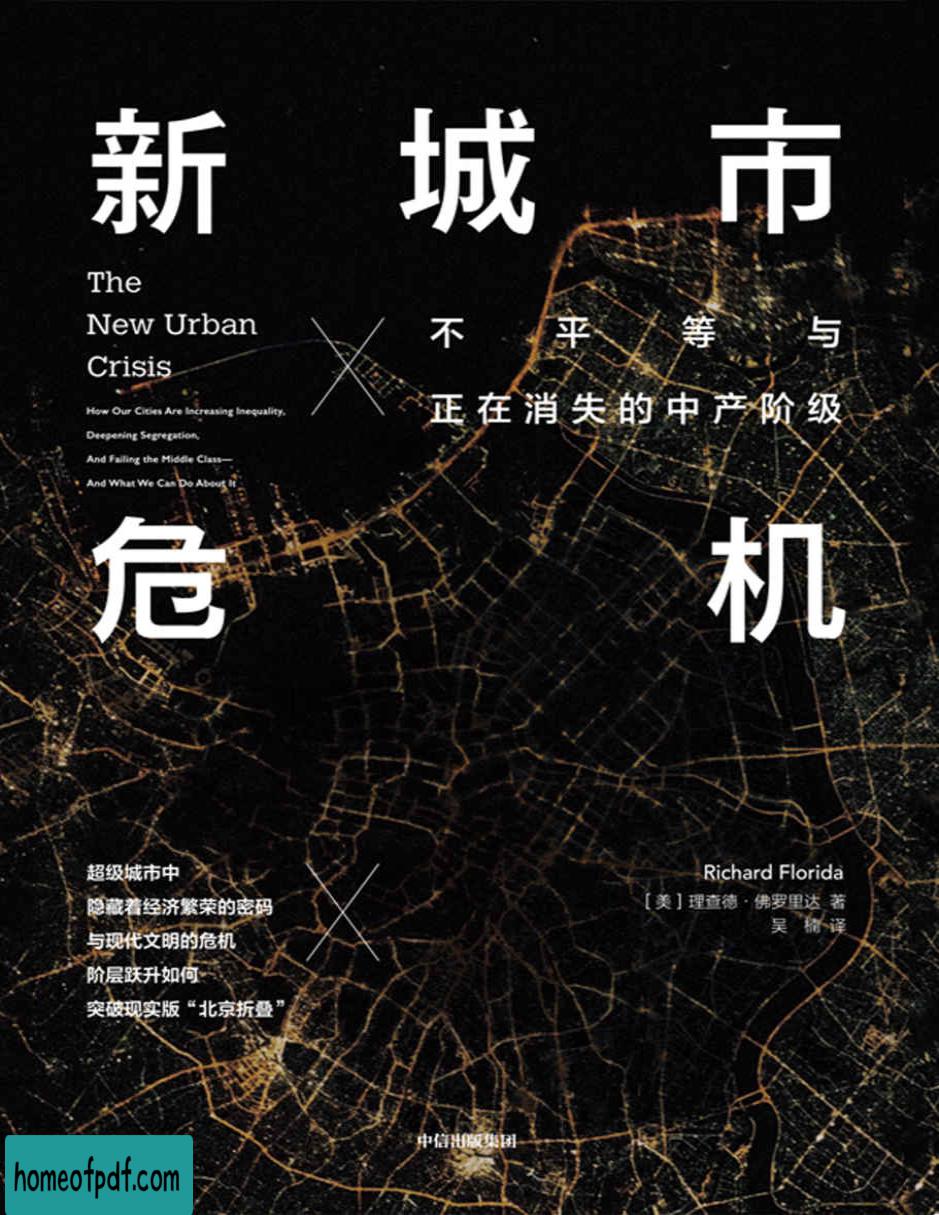 新城市
The
New Urban
Crisis
How Our Cities Are Increasing Inequality,
Deepening Segregation,
And Failing the Middle Class—
And What We Can Do About It
不平等与
正在消失的中产阶级
危机
超级城市中
隐藏着经济繁荣的密码
与现代文明的危机
阶层跃升如何
突破现实版“北京折叠”
Richard Florida
[美]理查德·佛罗里达 著
吴楠 译
中信出版集团
homeofpdf.com